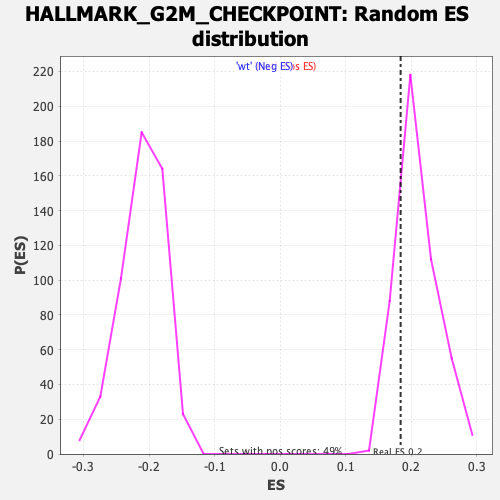 HALLMARK_G2M_CHECKPOINT: Random ES
distribution
'wt' (Neg ES) s ES)
220
200
180
160
140
120
100
80
60
40
20
0
P(ES)
Sets with pos scores: 49%
Real ES 0.2
-0.3 -0.2 -0.1 0.0 0.1 0.2 0.3
ES